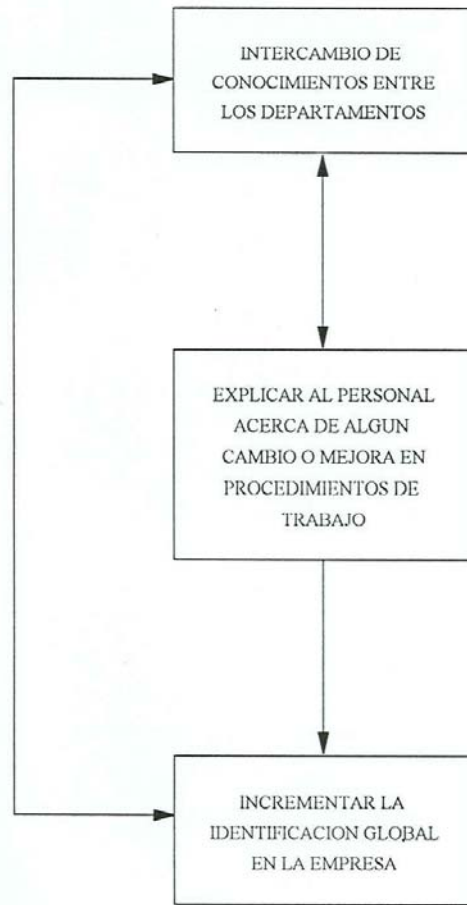 INTERCAMBIO DE
CONOCIMIENTOS ENTRE
LOS DEPARTAMENTOS
EXPLICAR AL PERSONAL
ACERCA DE ALGUN
CAMBIO O MEJORA EN
PROCEDIMIENTOS DE
TRABAJO
INCREMENTAR LA
IDENTIFICACION GLOBAL
EN LA EMPRESA